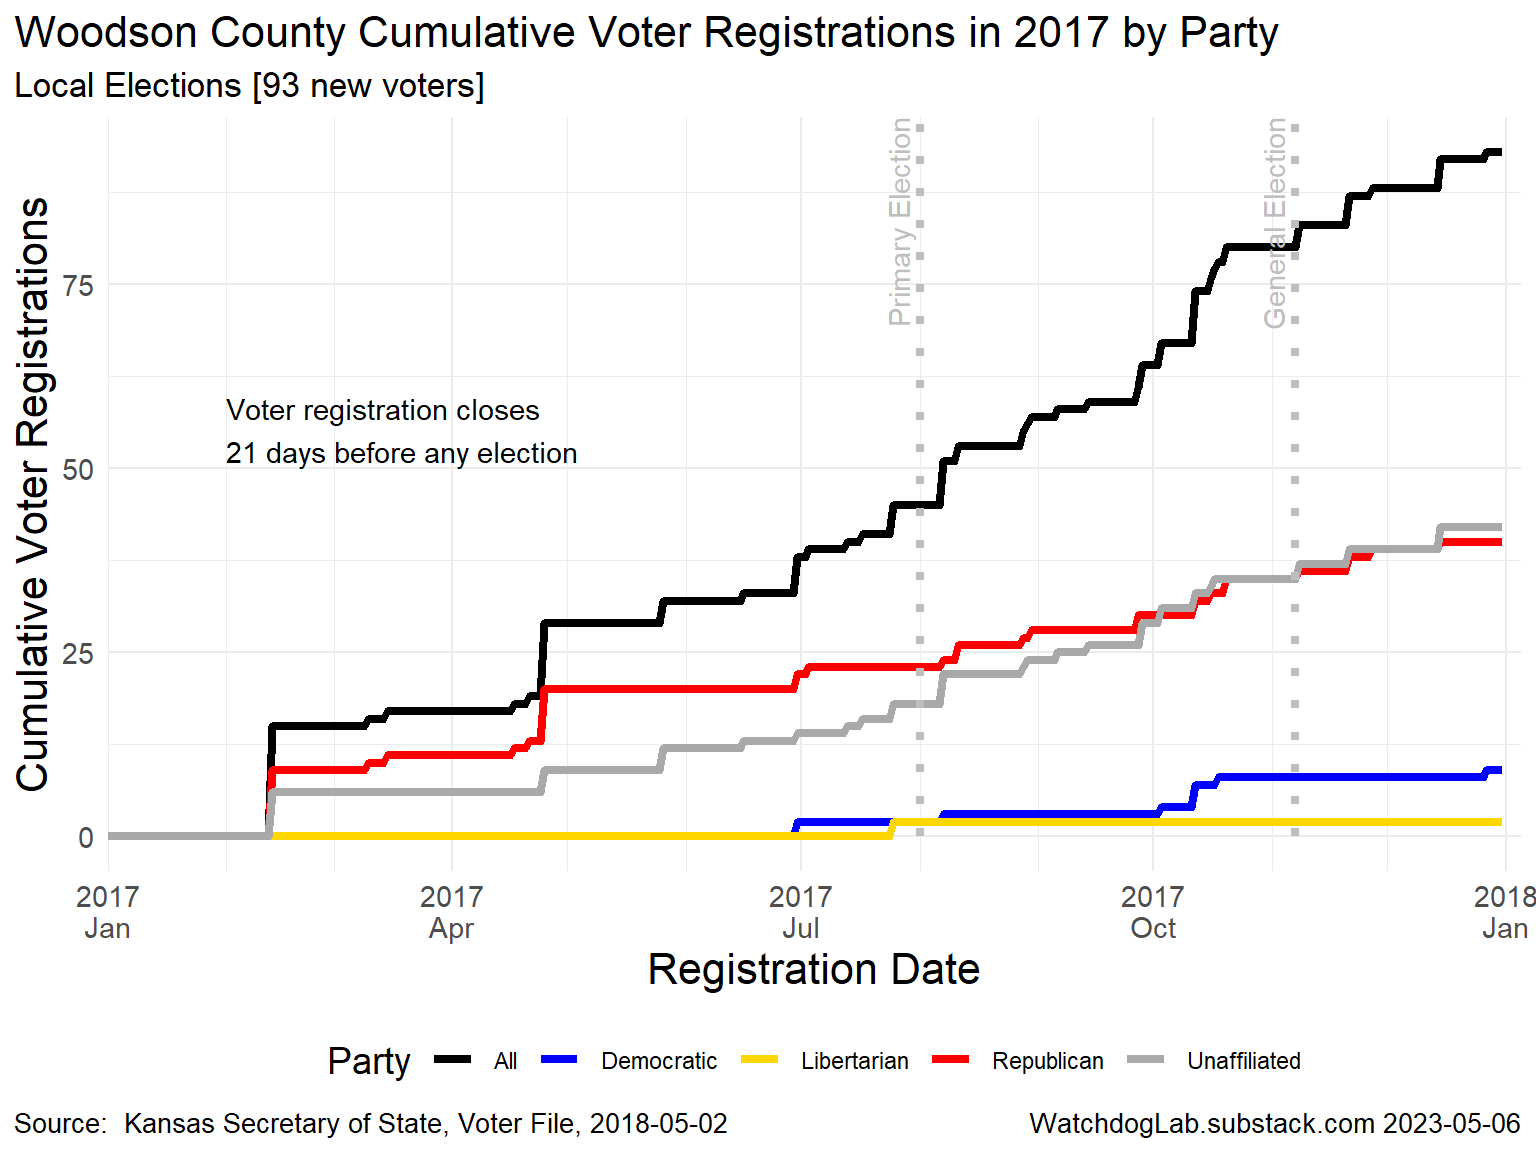 Woodson County Cumulative Voter Registrations in 2017 by Party
Local Elections [93 new voters]
Cumulative Voter Registrations
75
50
25
0
Primary Election
General Election
Voter registration closes
21 days before any election
2017
Jan
2017
Apr
2017
Jul
2017
Oct
2018
Jan
Registration Date
Party All Democratic Libertarian Republican Unaffiliated
Source:  Kansas Secretary of State, Voter File, 2018-05-02
WatchdogLab.substack.com 2023-05-06